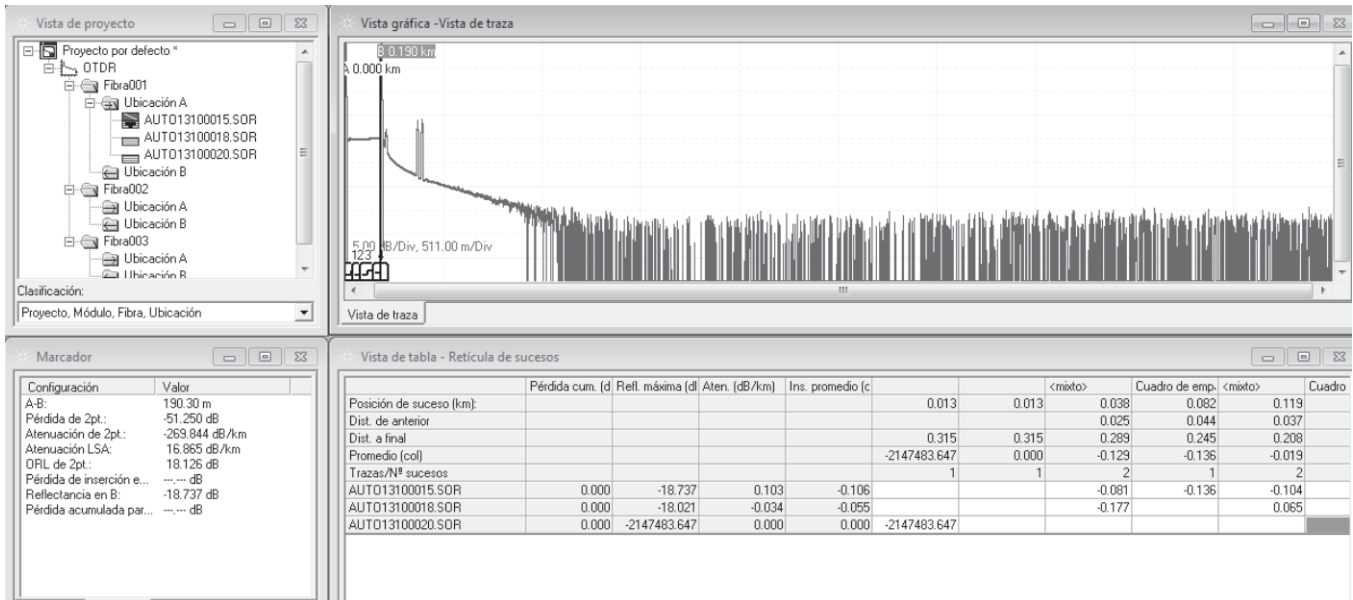 Vista de proyecto
Proyecto por defecto *
OTDR
Fibra001
Ubicación A
AUTO13100015.SOR
AUTO13100018.SOR
AUTO13100020.SOR
Ubicación B
Fibra002
Ubicación A
Ubicación B
Fibra003
Ubicación A
Ubicación B
Clasificación:
Proyecto, Módulo, Fibra, Ubicación
Vista gráfica -Vista de traza
B 0.190 km
A 0.000 km
5.00 dB/Div, 511.00 m/Div
123
Vista de traza
Marcador
Configuración Valor
A-B: 190.30 m
Pérdida de 2pt.: -51.250 dB
Atenuación de 2pt.: -269.844 dB/km
Atenuación LSA: 16.865 dB/km
ORL de 2pt.: 18.126 dB
Pérdida de inserción e... ---.--- dB
Reflectancia en B: -18.737 dB
Pérdida acumulada par... ---.--- dB
Vista de tabla - Retícula de sucesos
Pérdida cum. (d Refl. máxima (dl Aten. (dB/km) Ins. promedio (c <mixto> Cuadro de emp. <mixto> Cuadro
Posición de suceso (km): 0.013 0.013 0.038 0.082 0.119
Dist. de anterior 0.025 0.044 0.037
Dist. a final 0.315 0.315 0.289 0.245 0.208
Promedio (col) -2147483.647 0.000 -0.129 -0.136 -0.019
Trazas/Nº sucesos 1 1 2 1 2
AUTO13100015.SOR 0.000 -18.737 0.103 -0.106 -0.081 -0.136 -0.104
AUTO13100018.SOR 0.000 -18.021 -0.034 -0.055 -0.177 0.065
AUTO13100020.SOR 0.000 -2147483.647 0.000 0.000 -2147483.647